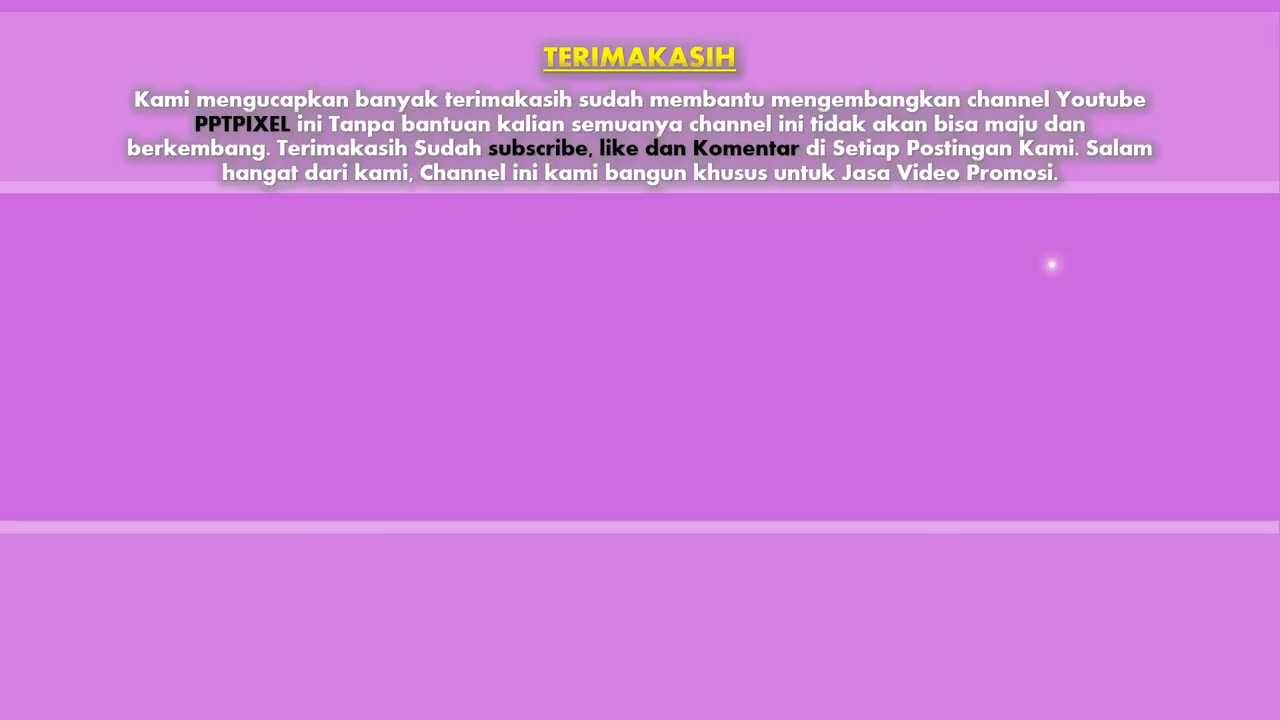 TERIMAKASIH
Kami mengucapkan banyak terimakasih sudah membantu mengembangkan channel Youtube
PPTPIXEL ini Tanpa bantuan kalian semuanya channel ini tidak akan bisa maju dan
berkembang. Terimakasih Sudah subscribe, like dan Komentar di Setiap Postingan Kami. Salam
hangat dari kami, Channel ini kami bangun khusus untuk Jasa Video Promosi.